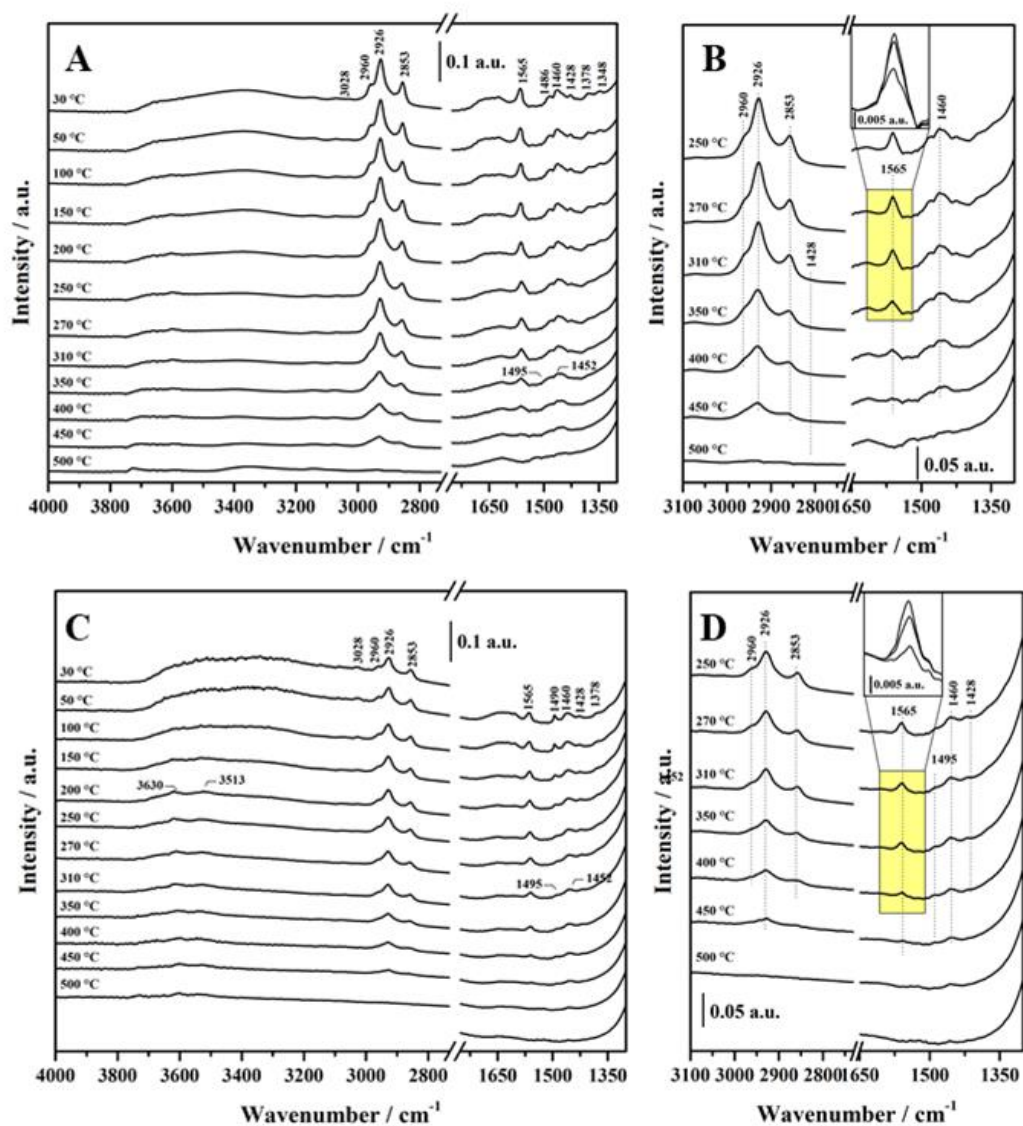 A
0.1 a.u.
3028
2960
2926
2853
1565
1486
1460
1428
1378
1348
30 °C
50 °C
100 °C
150 °C
200 °C
250 °C
270 °C
310 °C
350 °C
400 °C
450 °C
500 °C
1495
1452
Intensity / a.u.
4000 3800 3600 3400 3200 3000 2800 1650 1500 1350
Wavenumber / cm⁻¹
B
2960
2926
2853
1428
0.005 a.u.
1460
1565
250 °C
270 °C
310 °C
350 °C
400 °C
450 °C
500 °C
0.05 a.u.
Intensity / a.u.
3100 3000 2900 2800 1650 1500 1350
Wavenumber / cm⁻¹
C
0.1 a.u.
3028
2960
2926
2853
1565
1490
1460
1428
1378
30 °C
50 °C
100 °C
150 °C
200 °C
250 °C
270 °C
310 °C
350 °C
400 °C
450 °C
500 °C
3630
3513
1495
1452
Intensity / a.u.
4000 3800 3600 3400 3200 3000 2800 1650 1500 1350
Wavenumber / cm⁻¹
D
2960
2926
2853
0.005 a.u.
1460
1428
1565
1495
250 °C
270 °C
310 °C
350 °C
400 °C
450 °C
500 °C
0.05 a.u.
Intensity / a.u.
3100 3000 2900 2800 1650 1500 1350
Wavenumber / cm⁻¹